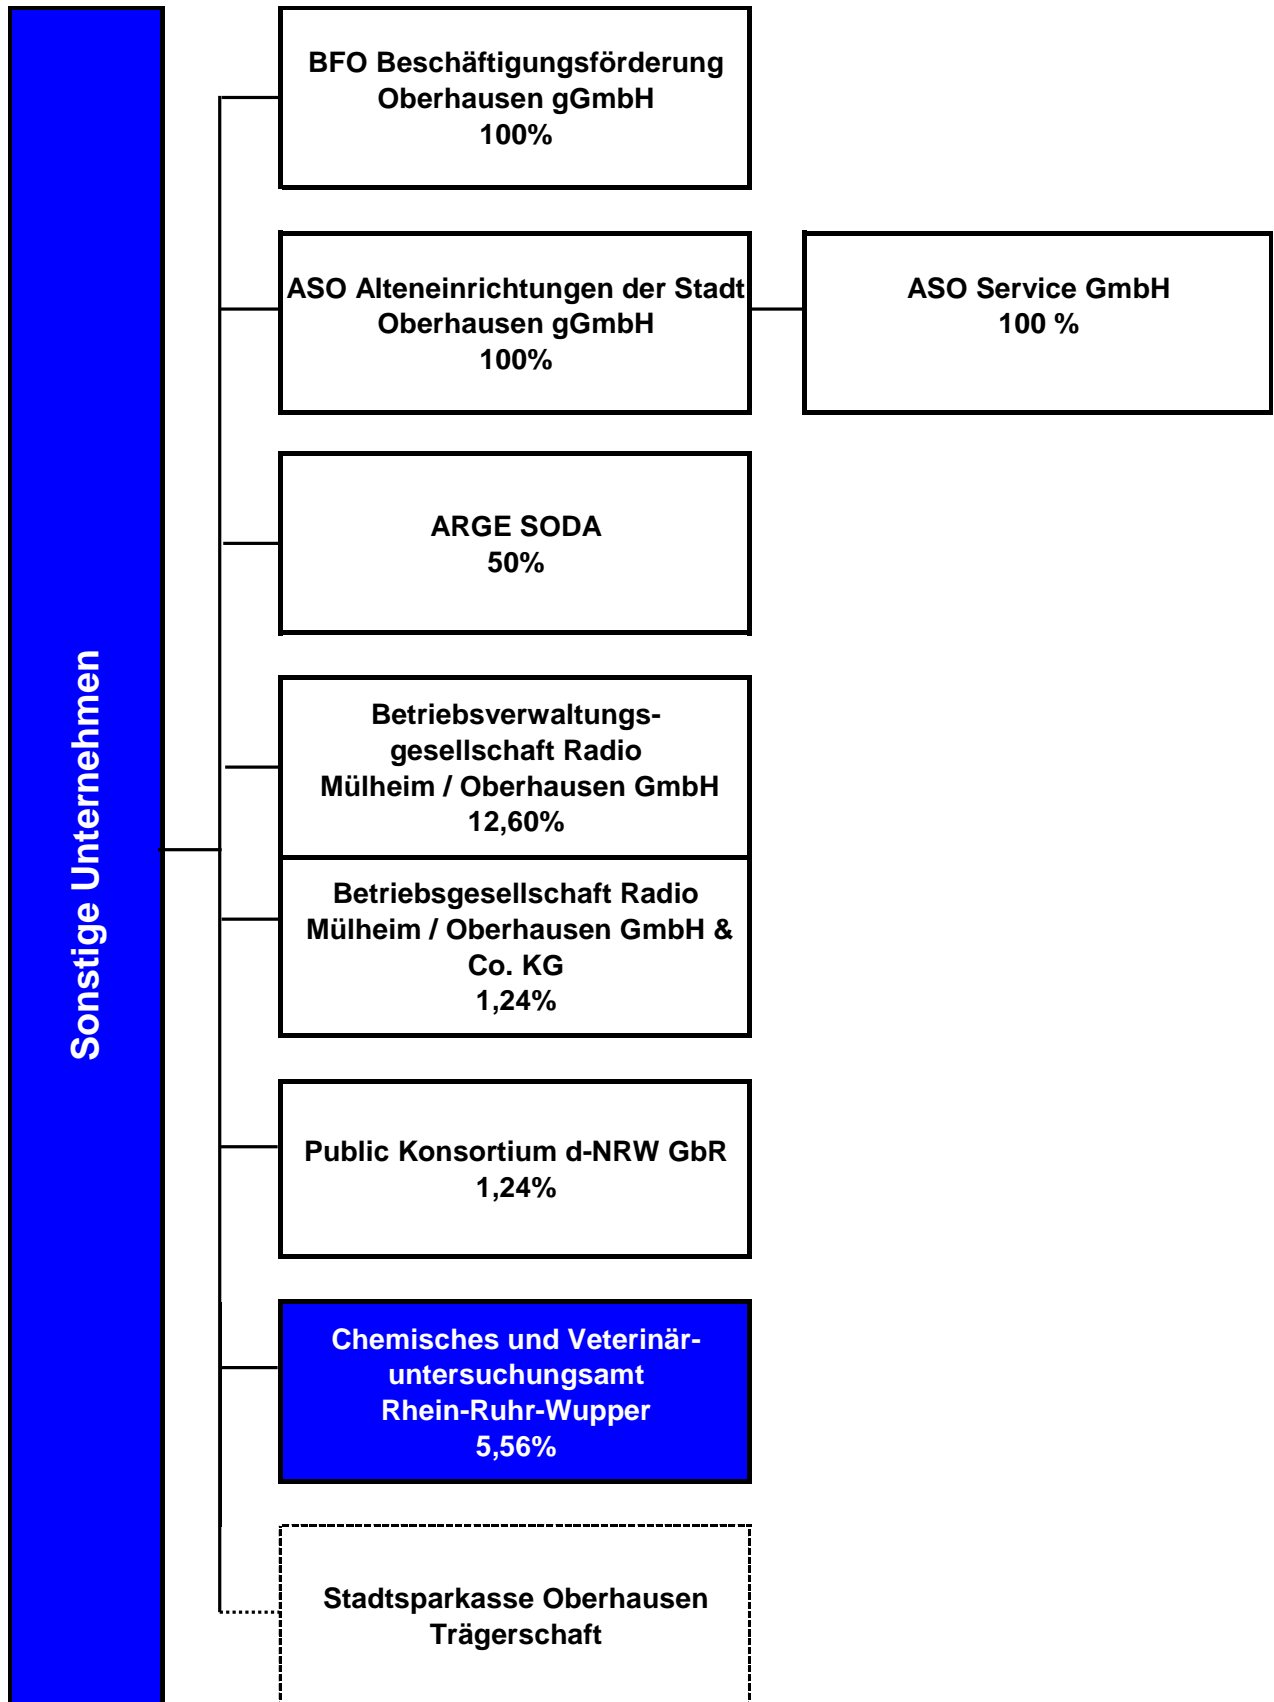 Sonstige Unternehmen
BFO Beschäftigungsförderung
Oberhausen gGmbH
100%
ASO Alteneinrichtungen der Stadt
Oberhausen gGmbH
100%
ASO Service GmbH
100 %
ARGE SODA
50%
Betriebsverwaltungs-
gesellschaft Radio
Mülheim / Oberhausen GmbH
12,60%
Betriebsgesellschaft Radio
Mülheim / Oberhausen GmbH &
Co. KG
1,24%
Public Konsortium d-NRW GbR
1,24%
Chemisches und Veterinär-
untersuchungsamt
Rhein-Ruhr-Wupper
5,56%
Stadtsparkasse Oberhausen
Trägerschaft